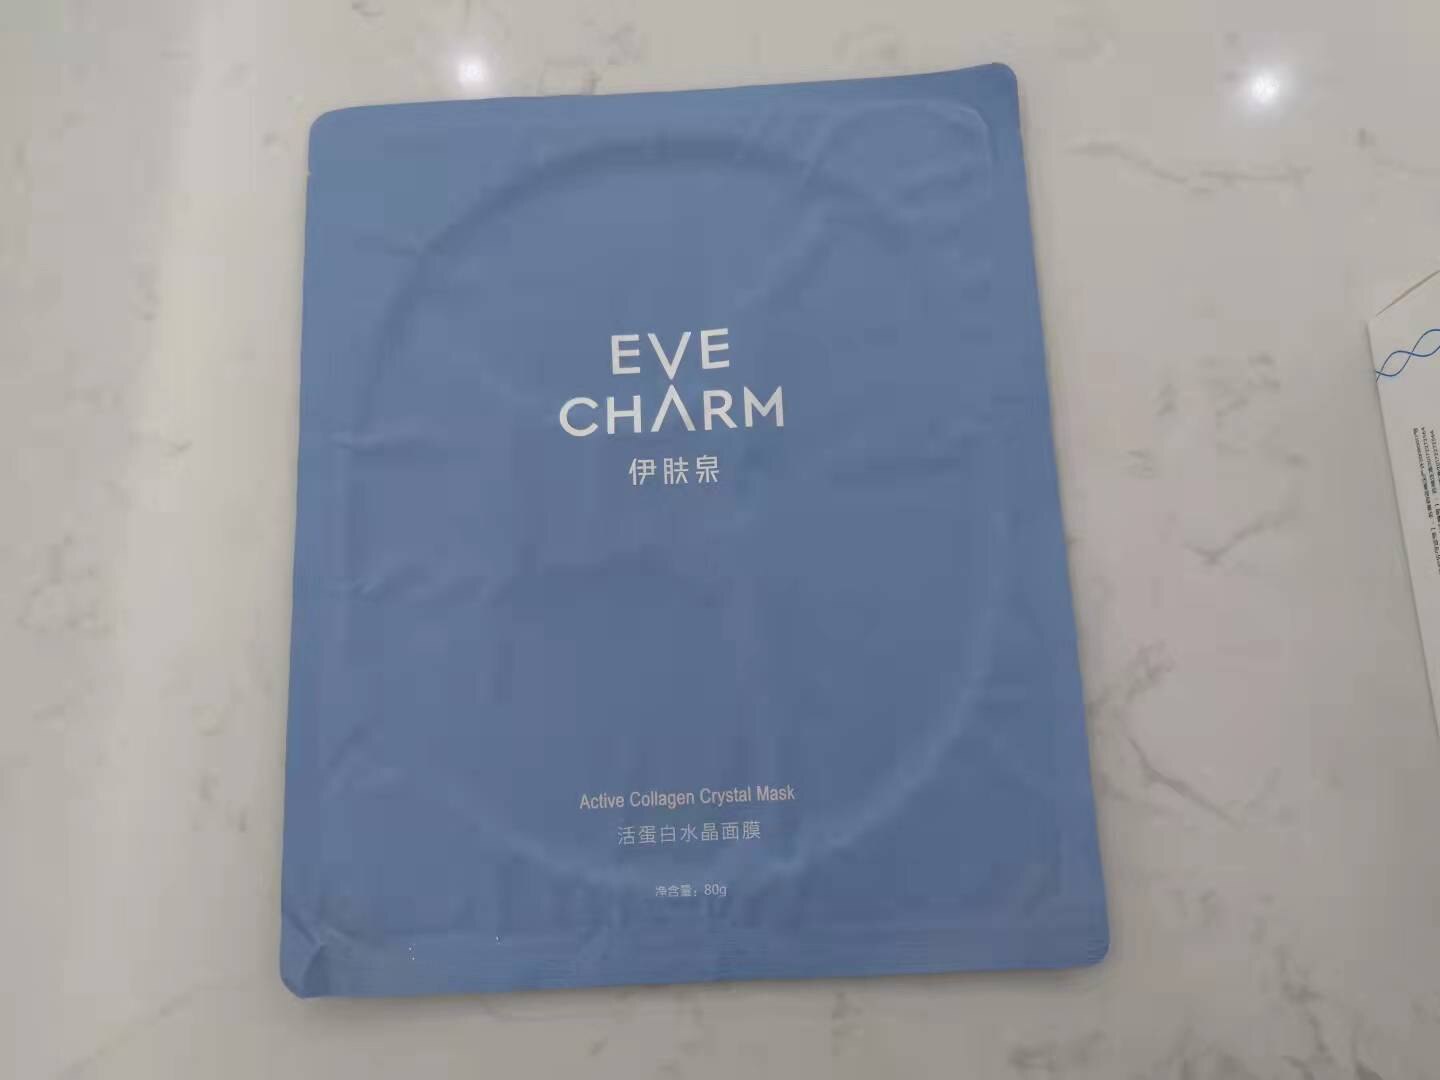 EVE
CHARM
伊肤泉
Active Collagen Crystal Mask
活蛋白水晶面膜
净含量：80g